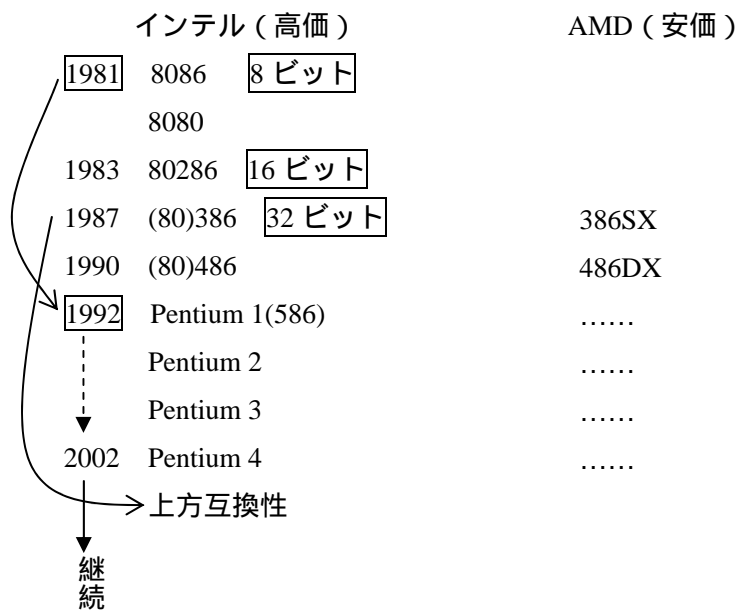 インテル（高価） AMD（安価）
1981 8086 8 ビット
8080
1983 80286 16 ビット
1987 (80)386 32 ビット 386SX
1990 (80)486 486DX
1992 Pentium 1(586) ……
Pentium 2 ……
Pentium 3 ……
2002 Pentium 4 ……
上方互換性
継続